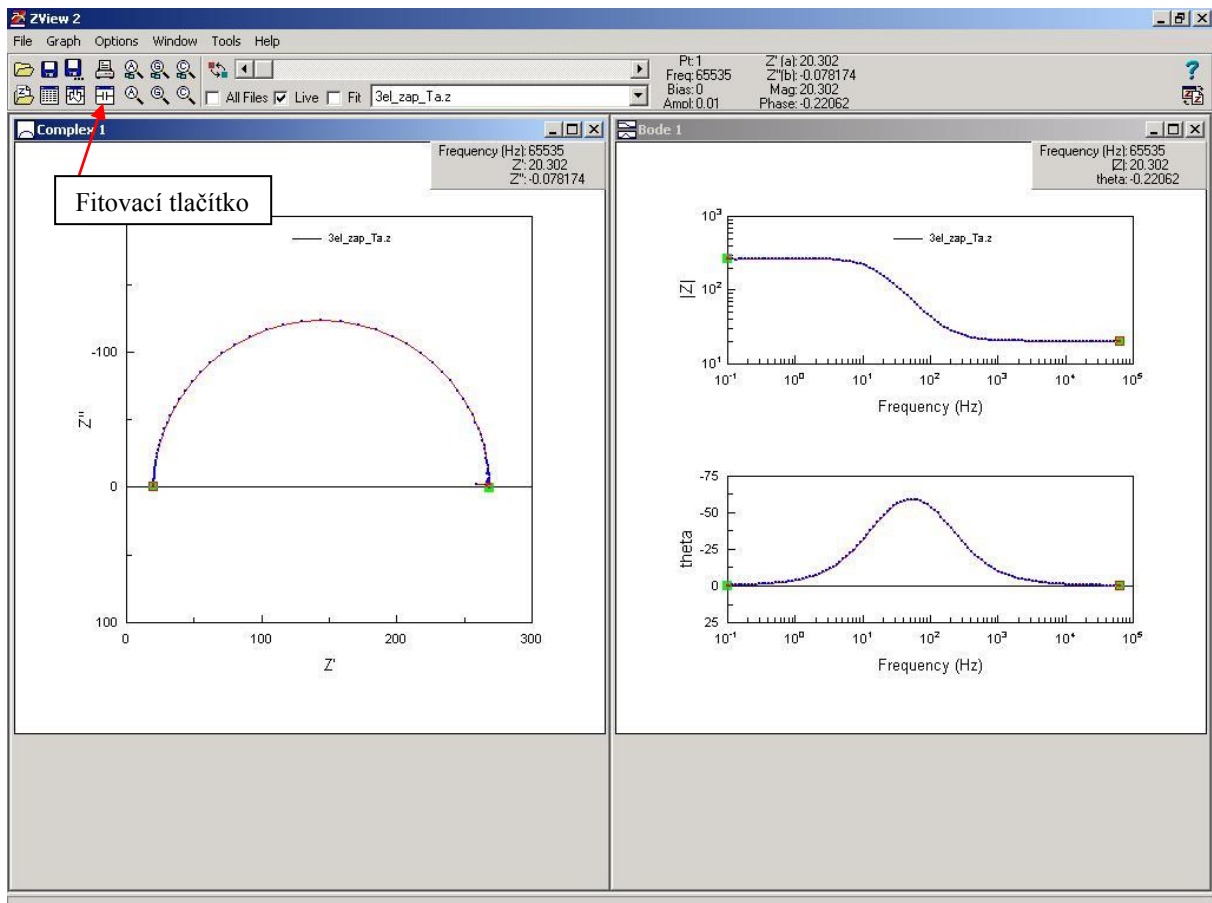 ZView 2
File Graph Options Window Tools Help
All Files Live Fit 3el_zap_Ta.z
Pt: 1
Freq: 65535
Bias: 0
Ampl: 0.01
Z' (a): 20.302
Z''(b): -0.078174
Mag: 20.302
Phase: -0.22062
Complex 1
Frequency (Hz): 65535
Z': 20.302
Z'': -0.078174
Fitovací tlačítko
3el_zap_Ta.z
-100
0
100
Z''
0 100 200 300
Z'
Bode 1
Frequency (Hz): 65535
|Z|: 20.302
theta: -0.22062
3el_zap_Ta.z
10³
10²
10¹
|Z|
10⁻¹ 10⁰ 10¹ 10² 10³ 10⁴ 10⁵
Frequency (Hz)
-75
-50
-25
0
25
theta
10⁻¹ 10⁰ 10¹ 10² 10³ 10⁴ 10⁵
Frequency (Hz)